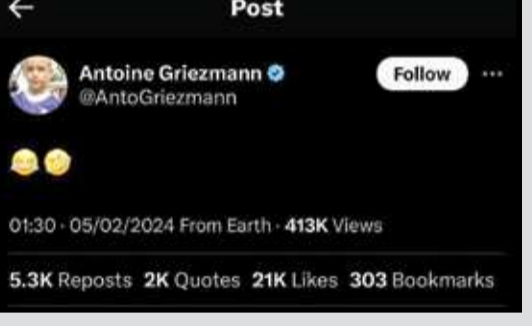 Post
Antoine Griezmann
@AntoGriezmann
Follow
01:30 · 05/02/2024 From Earth · 413K Views
5.3K Reposts 2K Quotes 21K Likes 303 Bookmarks